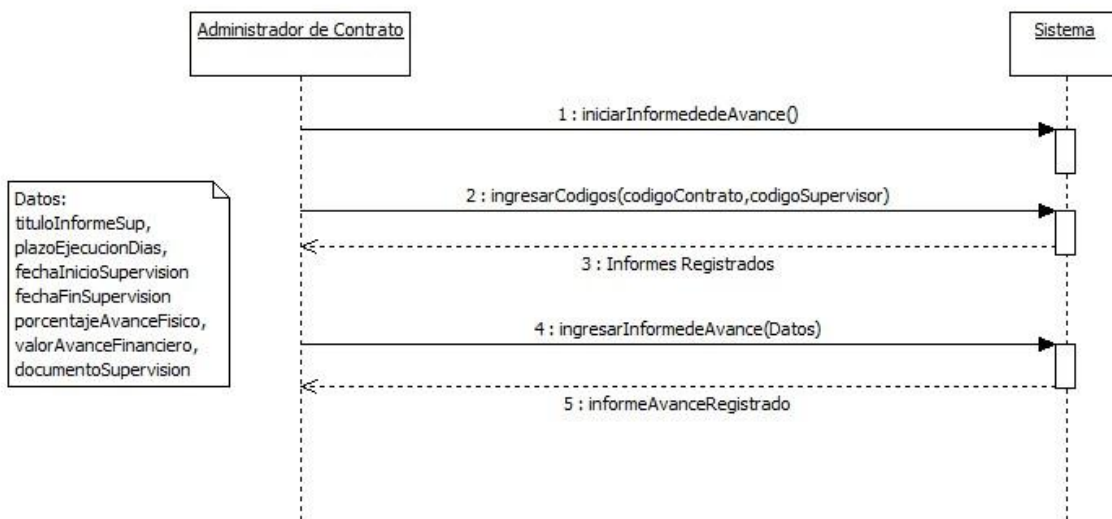 Administrador de Contrato
Sistema
1 : iniciarInformededeAvance()
2 : ingresarCodigos(codigoContrato,codigoSupervisor)
3 : Informes Registrados
Datos:
tituloInformeSup,
plazoEjecucionDias,
fechaInicioSupervision
fechaFinSupervision
porcentajeAvanceFisico,
valorAvanceFinanciero,
documentoSupervision
4 : ingresarInformedeAvance(Datos)
5 : informeAvanceRegistrado